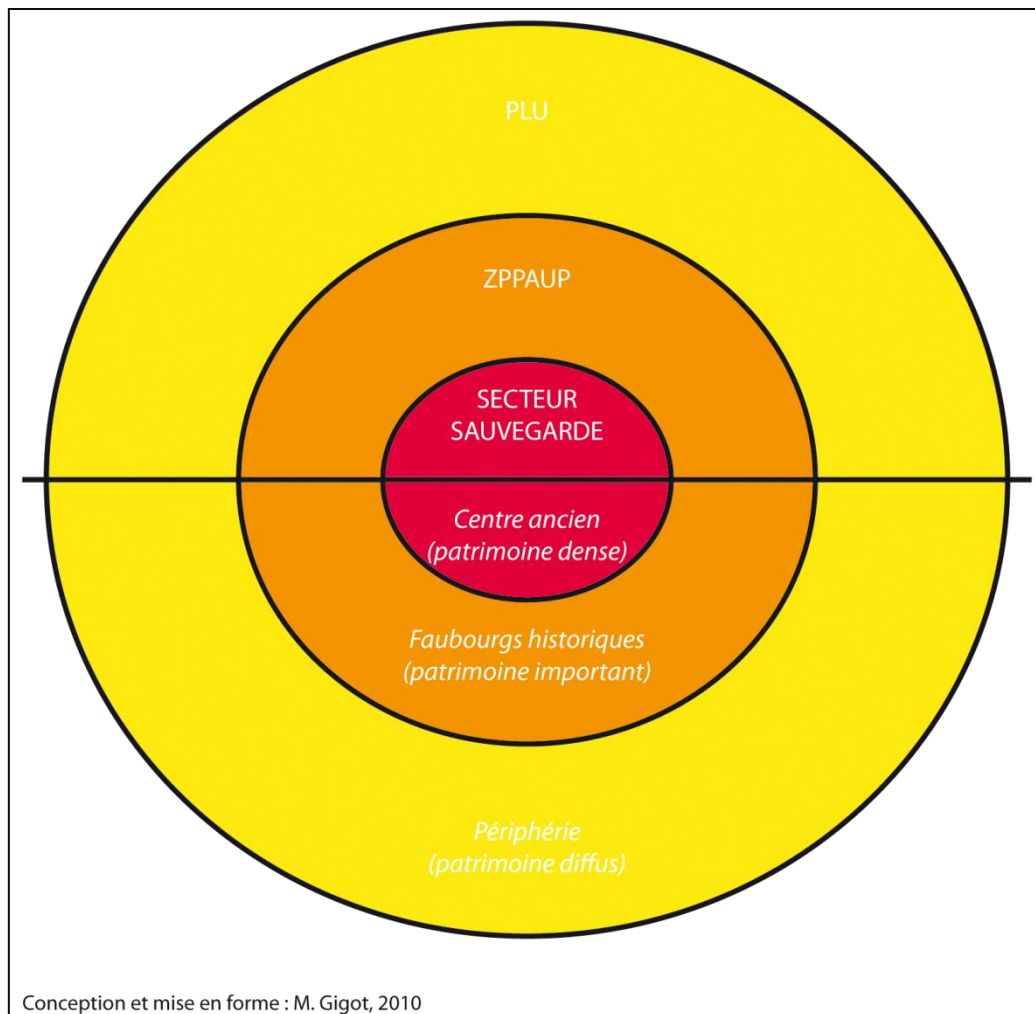 PLU
ZPPAUP
SECTEUR
SAUVEGARDE
Centre ancien
(patrimoine dense)
Faubourgs historiques
(patrimoine important)
Périphérie
(patrimoine diffus)
Conception et mise en forme : M. Gigot, 2010